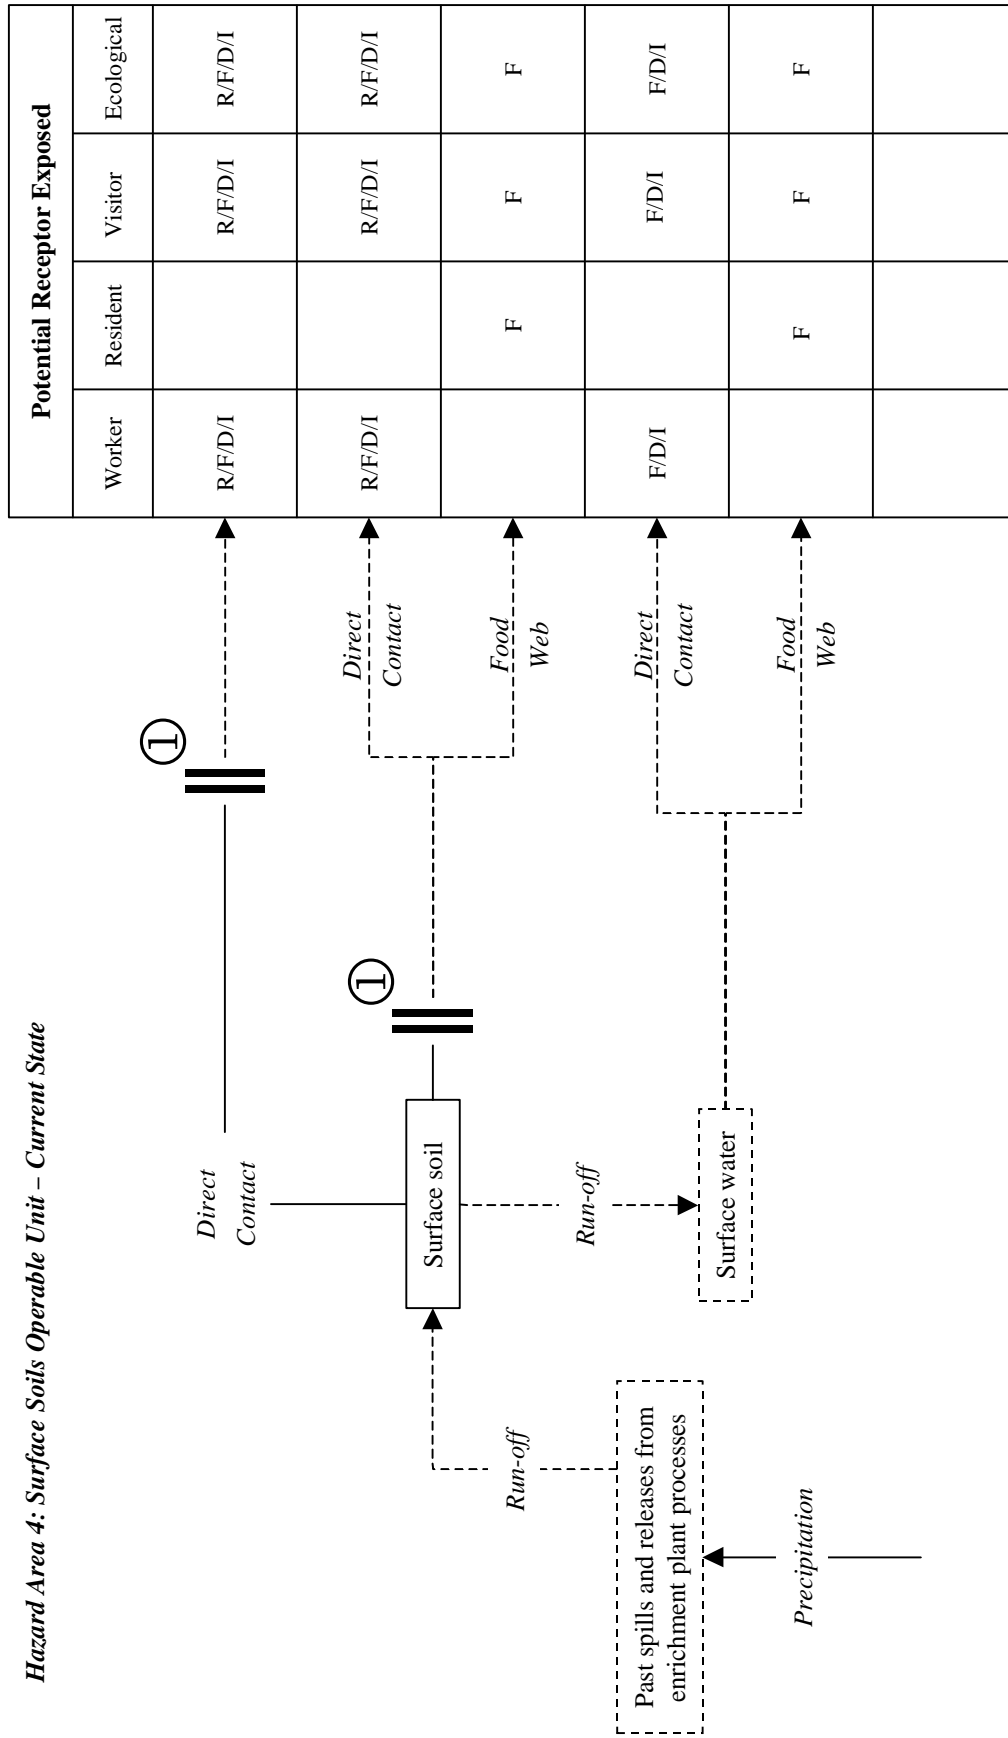 Hazard Area 4: Surface Soils Operable Unit – Current State
Potential Receptor Exposed
Worker Resident Visitor Ecological
Direct
Contact
①
R/F/D/I R/F/D/I R/F/D/I
Surface soil
①
Direct
Contact
R/F/D/I R/F/D/I R/F/D/I
Food
Web
F F F
Run-off
Run-off
Past spills and releases from
enrichment plant processes
Surface water
Direct
Contact
F/D/I F/D/I F/D/I
Food
Web
F F F
Precipitation